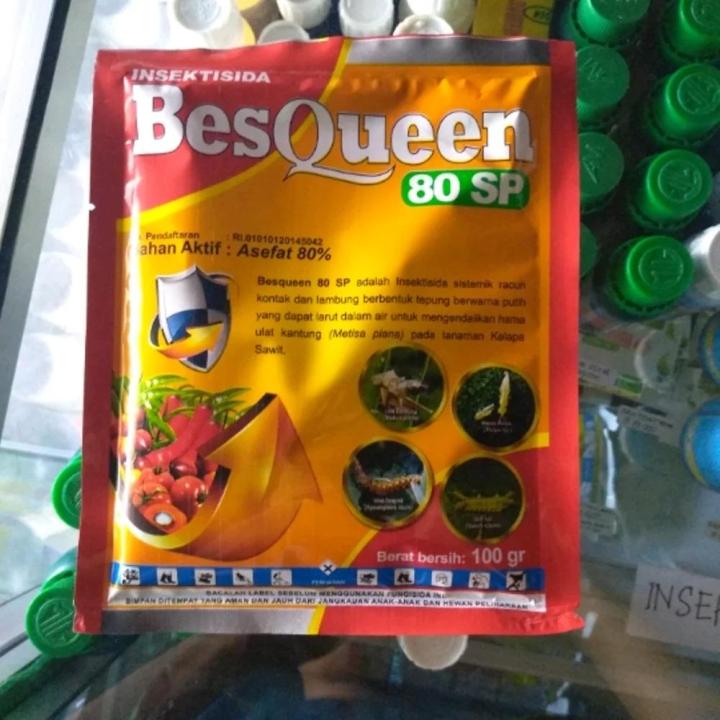 INSEKTISIDA
BesQueen
80 SP
Pendaftaran : RI.01010120145042
Bahan Aktif : Asefat 80%
Besqueen 80 SP adalah Insektisida sistemik racun
kontak dan lambung berbentuk tepung berwarna putih
yang dapat larut dalam air untuk mengendalikan hama
ulat kantung (Metisa plana) pada tanaman Kelapa
Sawit.
Berat bersih: 100 gr
BACALAH LABEL SEBELUM MENGGUNAKAN FUNGISIDA INI
SIMPAN DITEMPAT YANG AMAN DAN JAUH DARI JANGKAUAN ANAK-ANAK DAN HEWAN PELIHARAAN